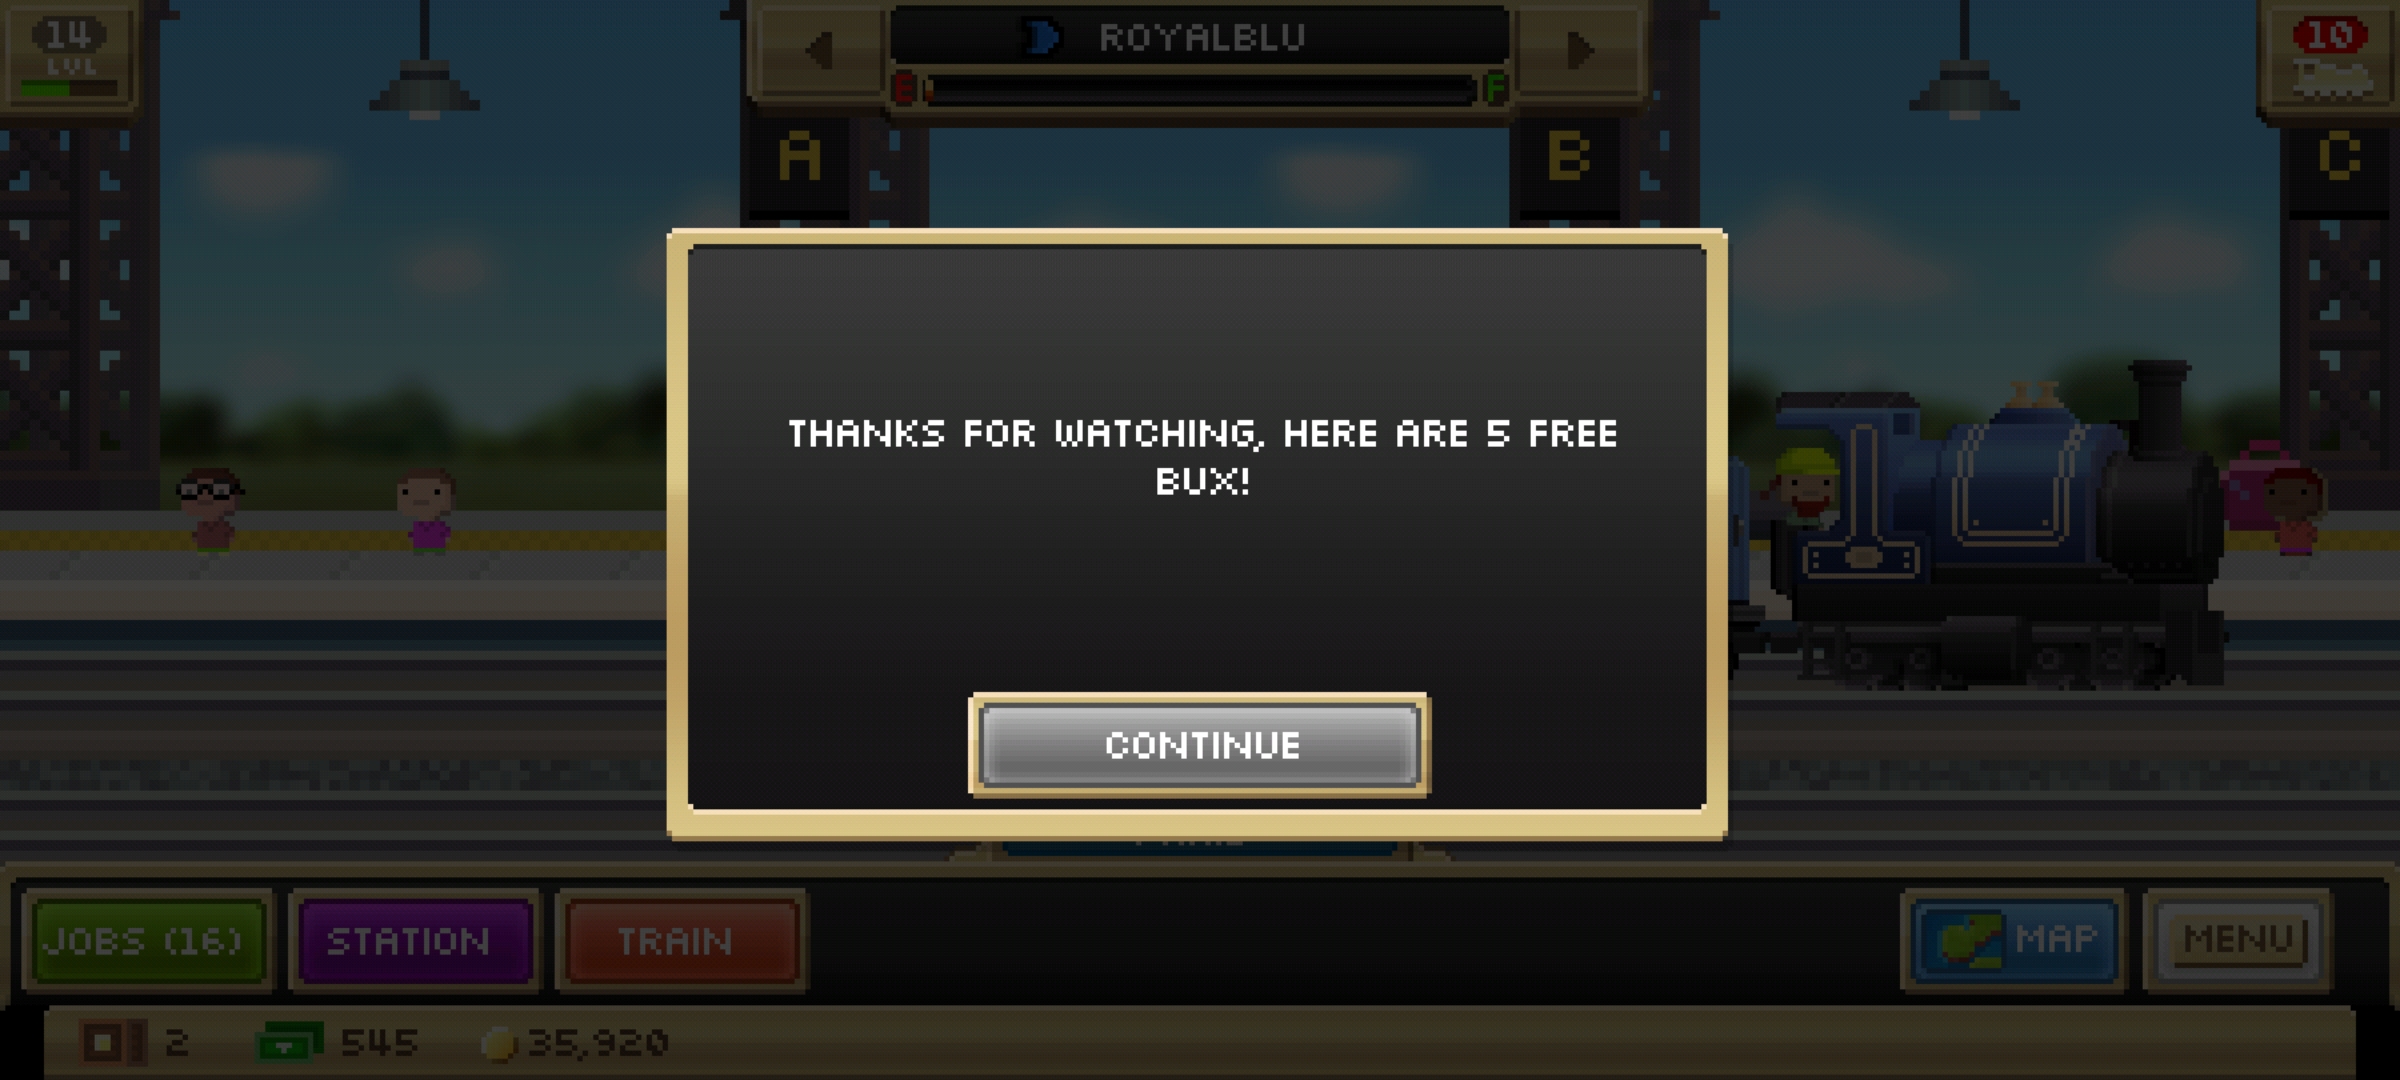 14
LVL
ROYALBLU
E F
10
A
B
C
THANKS FOR WATCHING, HERE ARE 5 FREE
BUX!
CONTINUE
JOBS (16)
STATION
TRAIN
MAP
MENU
2
545
35,920